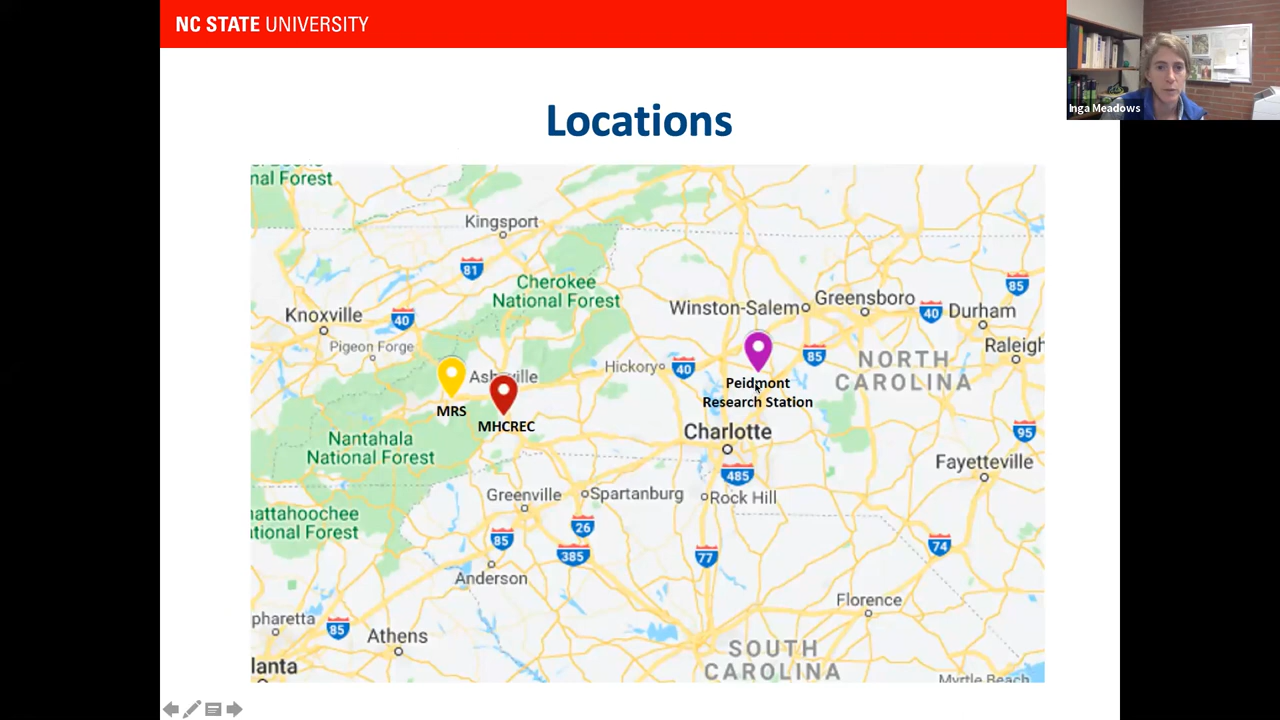 NC STATE UNIVERSITY
Inga Meadows
Locations
nal Forest
Kingsport
81
Cherokee
National Forest
85
Winston-Salem
Greensboro
40
Durham
Knoxville
40
Pigeon Forge
Raleigh
85
NORTH
CAROLINA
Hickory
40
Asheville
Peidmont
Research Station
MRS
MHCREC
Charlotte
95
Nantahala
National Forest
Fayetteville
485
Greenville
Spartanburg
Rock Hill
hattahoochee
tional Forest
26
85
385
77
74
Anderson
Florence
pharetta
85
Athens
SOUTH
CAROLINA
lanta
Myrtle Beach